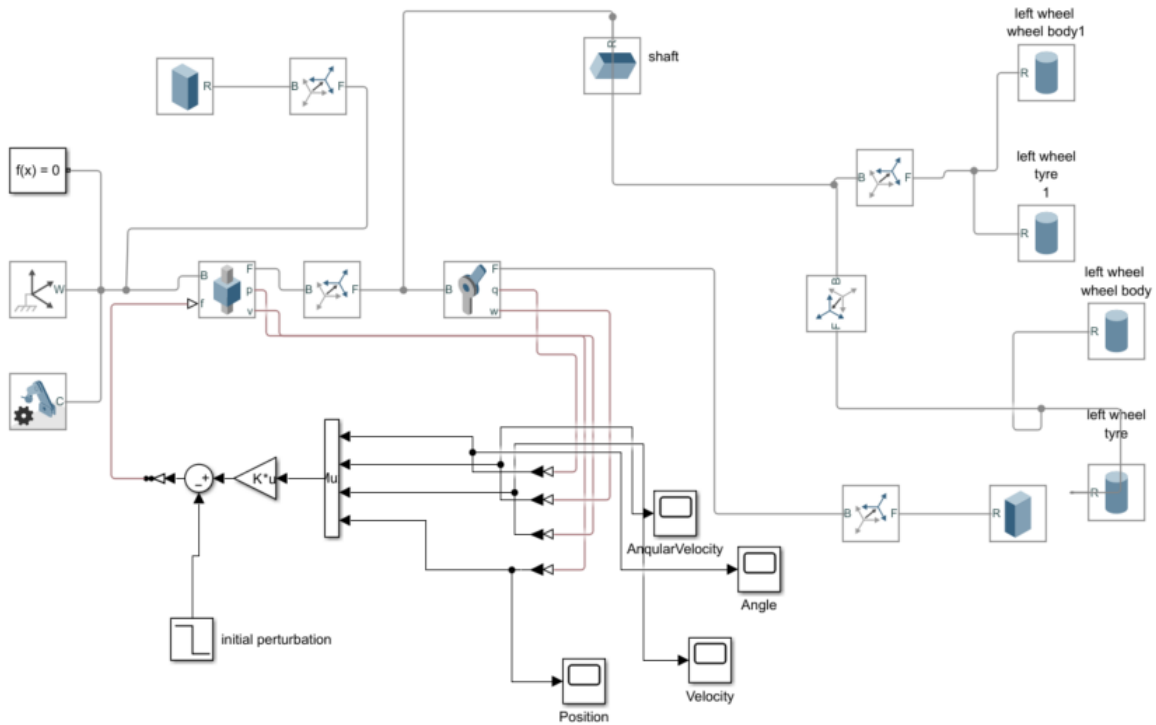 left wheel
wheel body1
R
shaft
R
R
B
F
f(x) = 0
left wheel
tyre
1
B
F
R
W
B
F
p
v
f
B
F
B
F
q
w
B
F
left wheel
wheel body
R
C
left wheel
tyre
R
K*u
B
F
R
AngularVelocity
Angle
initial perturbation
Velocity
Position